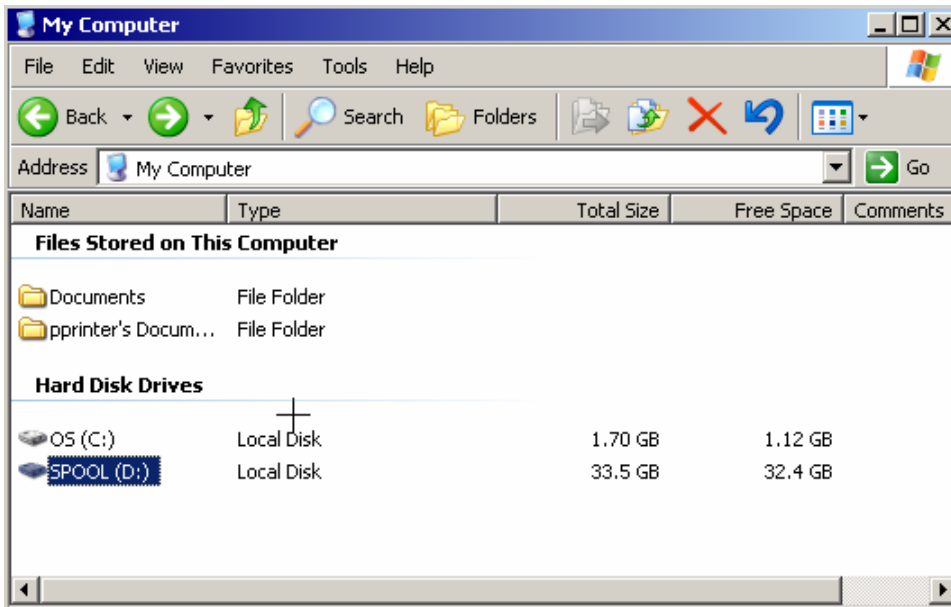 My Computer
File Edit View Favorites Tools Help
Back Search Folders
Address My Computer Go
Name Type Total Size Free Space Comments
Files Stored on This Computer
Documents File Folder
pprinter's Docum... File Folder
Hard Disk Drives
OS (C:) Local Disk 1.70 GB 1.12 GB
SPOOL (D:) Local Disk 33.5 GB 32.4 GB